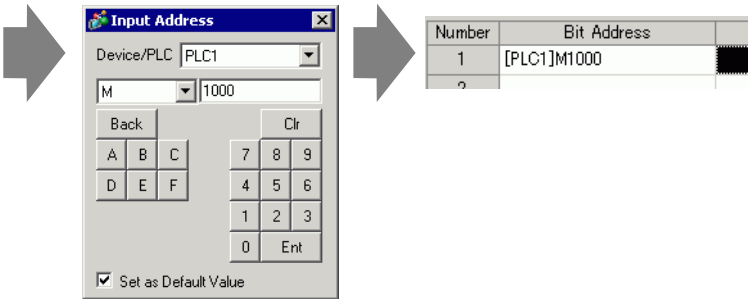 Input Address
Device/PLC PLC1
M 1000
Back Clr
A B C 7 8 9
D E F 4 5 6
1 2 3
0 Ent
Set as Default Value
Number Bit Address
1 [PLC1]M1000
2